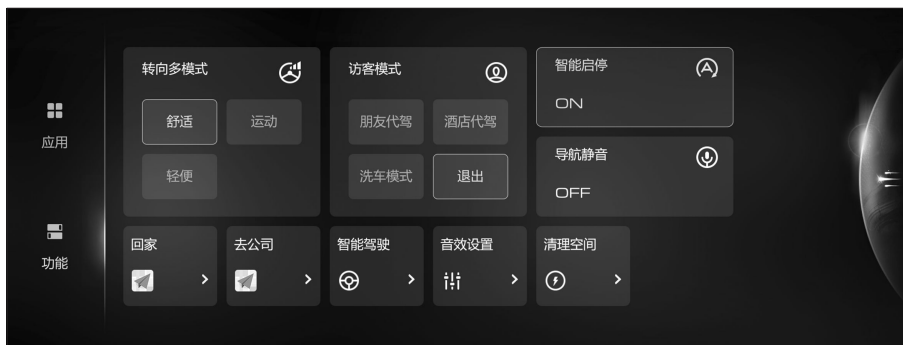 应用
功能
转向多模式
舒适
运动
轻便
访客模式
朋友代驾
酒店代驾
洗车模式
退出
智能启停
ON
导航静音
OFF
回家
去公司
智能驾驶
音效设置
清理空间